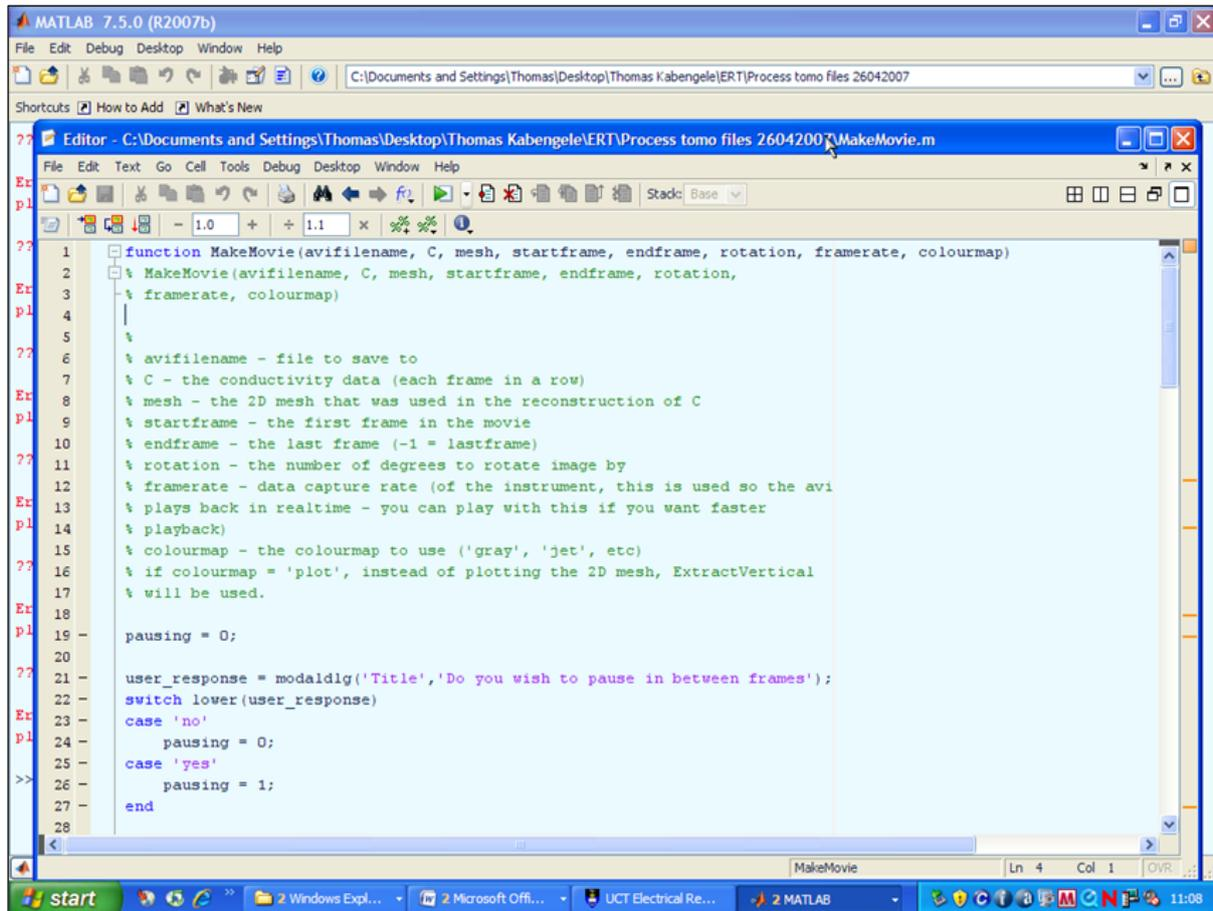 MATLAB 7.5.0 (R2007b)
File Edit Debug Desktop Window Help
C:\Documents and Settings\Thomas\Desktop\Thomas Kabengele\ERT\Process tomo files 26042007
Shortcuts How to Add What's New
Editor - C:\Documents and Settings\Thomas\Desktop\Thomas Kabengele\ERT\Process tomo files 26042007\MakeMovie.m
File Edit Text Go Cell Tools Debug Desktop Window Help
Stack: Base
- 1.0 + ÷ 1.1 ×
1 function MakeMovie(avifilename, C, mesh, startframe, endframe, rotation, framerate, colourmap)
2 % MakeMovie(avifilename, C, mesh, startframe, endframe, rotation,
3 % framerate, colourmap)
4
5 %
6 % avifilename - file to save to
7 % C - the conductivity data (each frame in a row)
8 % mesh - the 2D mesh that was used in the reconstruction of C
9 % startframe - the first frame in the movie
10 % endframe - the last frame (-1 = lastframe)
11 % rotation - the number of degrees to rotate image by
12 % framerate - data capture rate (of the instrument, this is used so the avi
13 % plays back in realtime - you can play with this if you want faster
14 % playback)
15 % colourmap - the colourmap to use ('gray', 'jet', etc)
16 % if colourmap = 'plot', instead of plotting the 2D mesh, ExtractVertical
17 % will be used.
18
19 - pausing = 0;
20
21 - user_response = modaldlg('Title','Do you wish to pause in between frames');
22 - switch lower(user_response)
23 - case 'no'
24 - pausing = 0;
25 - case 'yes'
26 - pausing = 1;
27 - end
28
??
Er
pl
??
Er
pl
??
Er
pl
??
Er
pl
??
Er
pl
??
Er
pl
>>
MakeMovie Ln 4 Col 1 OVR
start 2 Windows Expl... 2 Microsoft Offi... UCT Electrical Re... 2 MATLAB 11:08